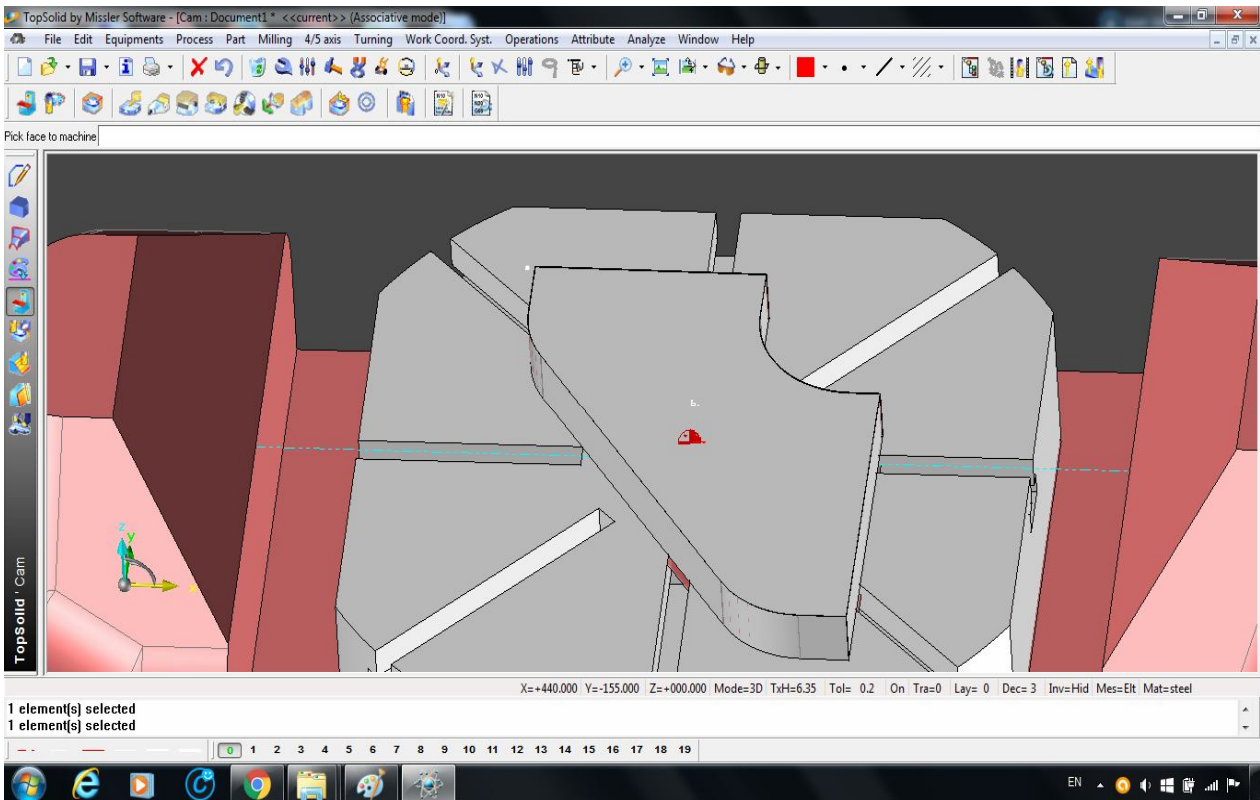 TopSolid by Missler Software - [Cam : Document1 * <<current>> (Associative mode)]
File Edit Equipments Process Part Milling 4/5 axis Turning Work Coord. Syst. Operations Attribute Analyze Window Help
Pick face to machine
z
y
x
TopSolid ' Cam
X=+440.000 Y=-155.000 Z=+000.000 Mode=3D TxH=6.35 Tol= 0.2 On Tra=0 Lay= 0 Dec= 3 Inv=Hid Mes=Elt Mat=steel
1 element(s) selected
1 element(s) selected
0 1 2 3 4 5 6 7 8 9 10 11 12 13 14 15 16 17 18 19
EN